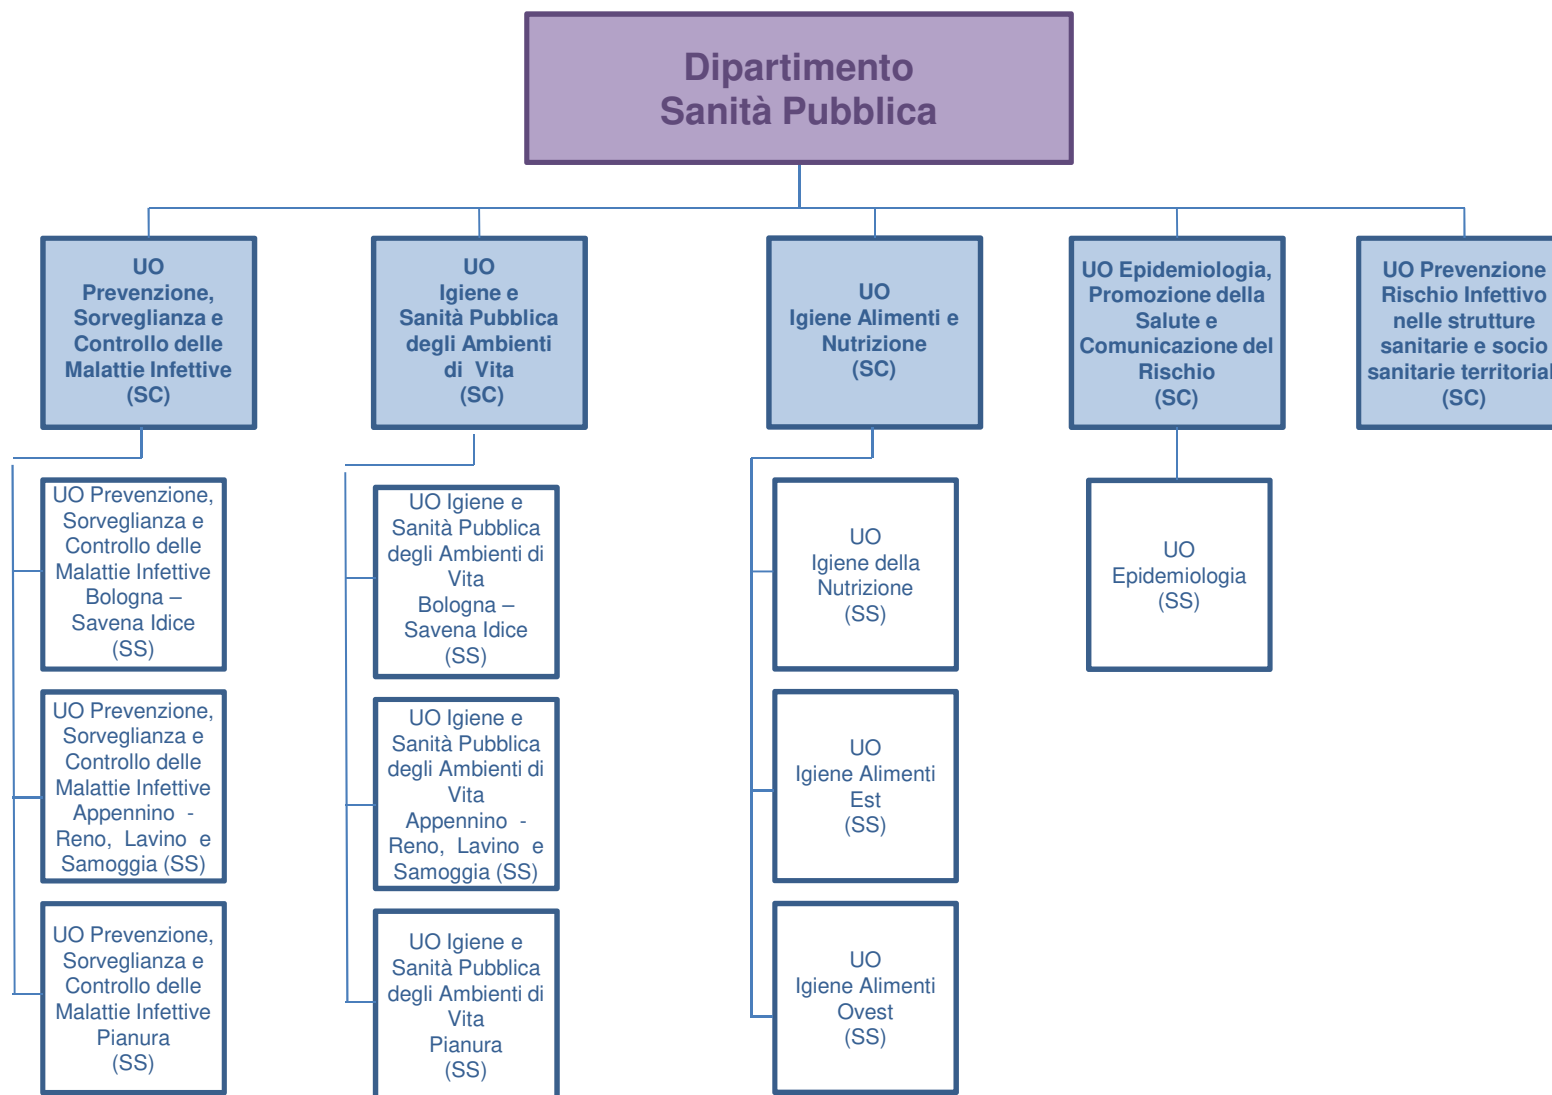 Dipartimento
Sanità Pubblica
UO
Prevenzione,
Sorveglianza e
Controllo delle
Malattie Infettive
(SC)
UO
Igiene e
Sanità Pubblica
degli Ambienti
di Vita
(SC)
UO
Igiene Alimenti e
Nutrizione
(SC)
UO Epidemiologia,
Promozione della
Salute e
Comunicazione del
Rischio
(SC)
UO Prevenzione
Rischio Infettivo
nelle strutture
sanitarie e socio
sanitarie territorial
(SC)
UO Prevenzione,
Sorveglianza e
Controllo delle
Malattie Infettive
Bologna –
Savena Idice
(SS)
UO Prevenzione,
Sorveglianza e
Controllo delle
Malattie Infettive
Appennino -
Reno, Lavino e
Samoggia (SS)
UO Prevenzione,
Sorveglianza e
Controllo delle
Malattie Infettive
Pianura
(SS)
UO Igiene e
Sanità Pubblica
degli Ambienti di
Vita
Bologna –
Savena Idice
(SS)
UO Igiene e
Sanità Pubblica
degli Ambienti di
Vita
Appennino -
Reno, Lavino e
Samoggia (SS)
UO Igiene e
Sanità Pubblica
degli Ambienti di
Vita
Pianura
(SS)
UO
Igiene della
Nutrizione
(SS)
UO
Igiene Alimenti
Est
(SS)
UO
Igiene Alimenti
Ovest
(SS)
UO
Epidemiologia
(SS)